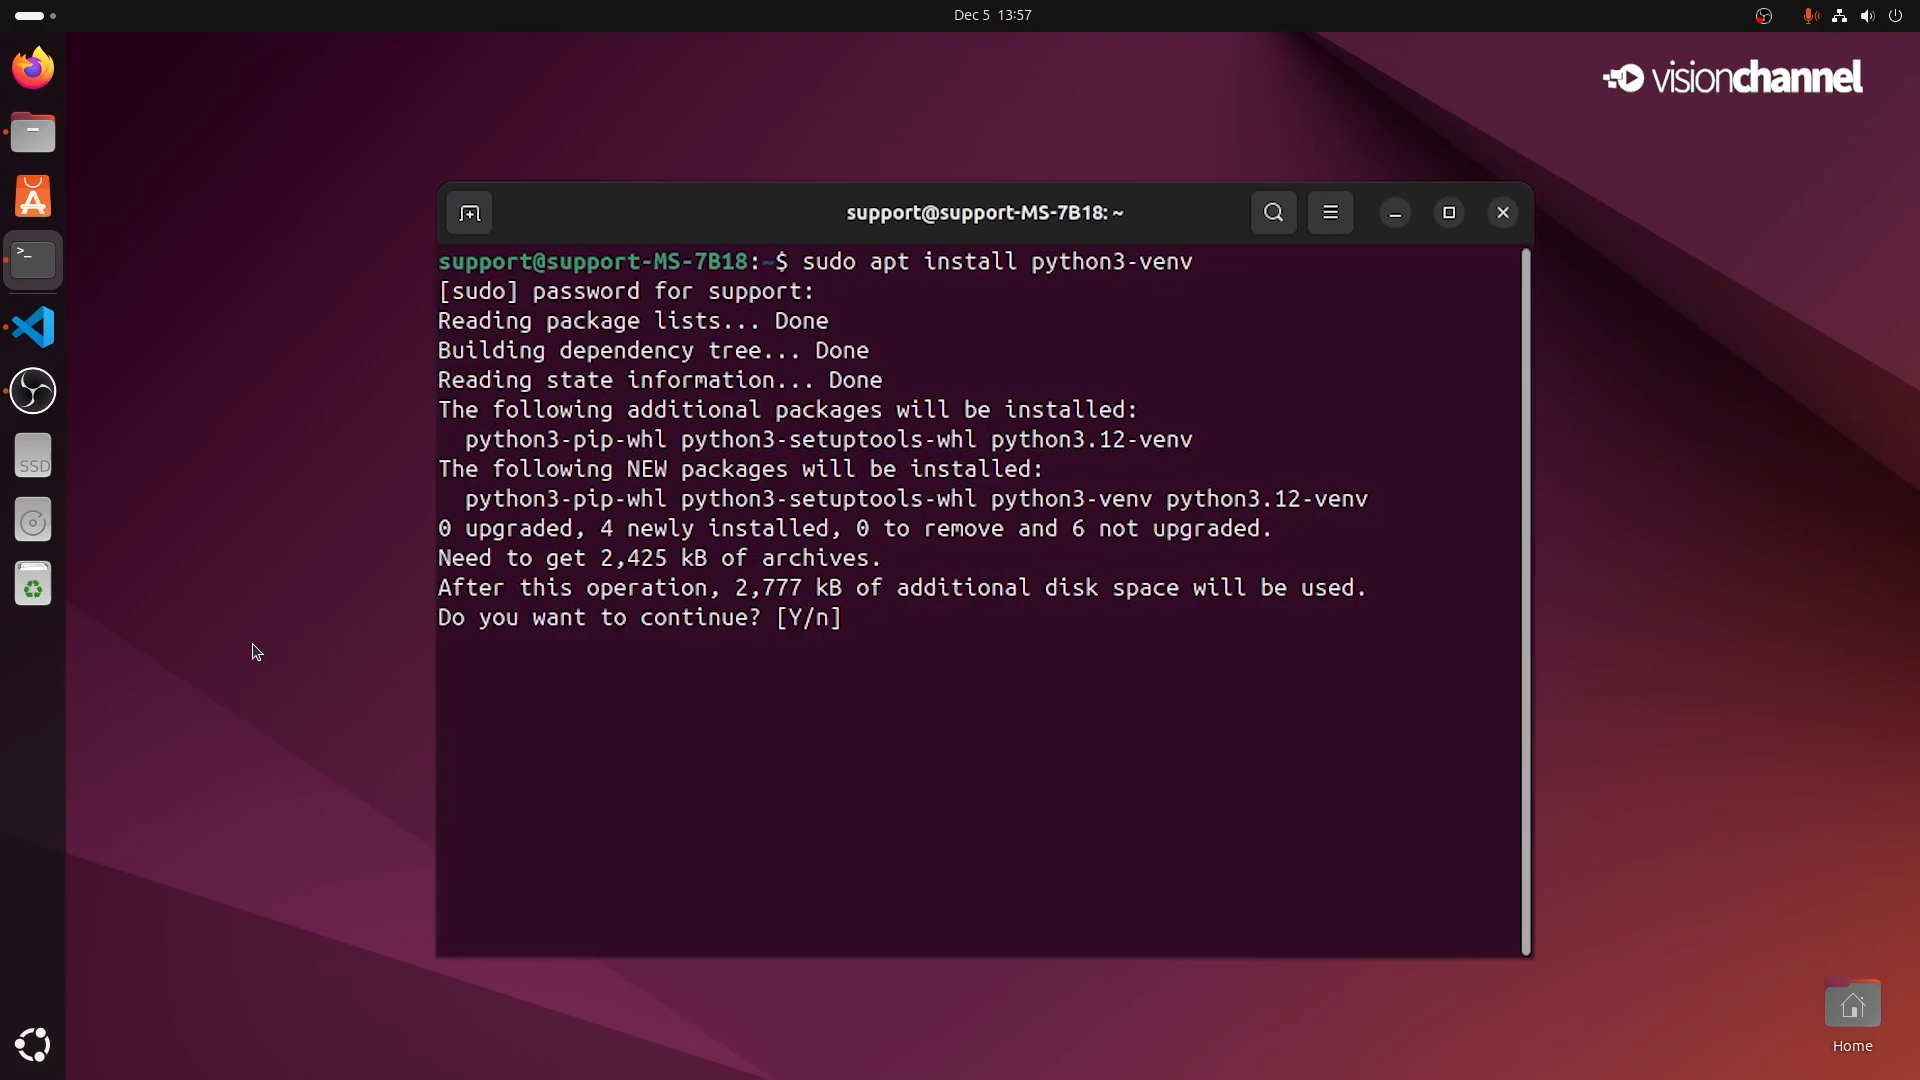 Dec 5 13:57
visionchannel
support@support-MS-7B18: ~
support@support-MS-7B18:~$ sudo apt install python3-venv
[sudo] password for support:
Reading package lists... Done
Building dependency tree... Done
Reading state information... Done
The following additional packages will be installed:
  python3-pip-whl python3-setuptools-whl python3.12-venv
The following NEW packages will be installed:
  python3-pip-whl python3-setuptools-whl python3-venv python3.12-venv
0 upgraded, 4 newly installed, 0 to remove and 6 not upgraded.
Need to get 2,425 kB of archives.
After this operation, 2,777 kB of additional disk space will be used.
Do you want to continue? [Y/n]
SSD
Home